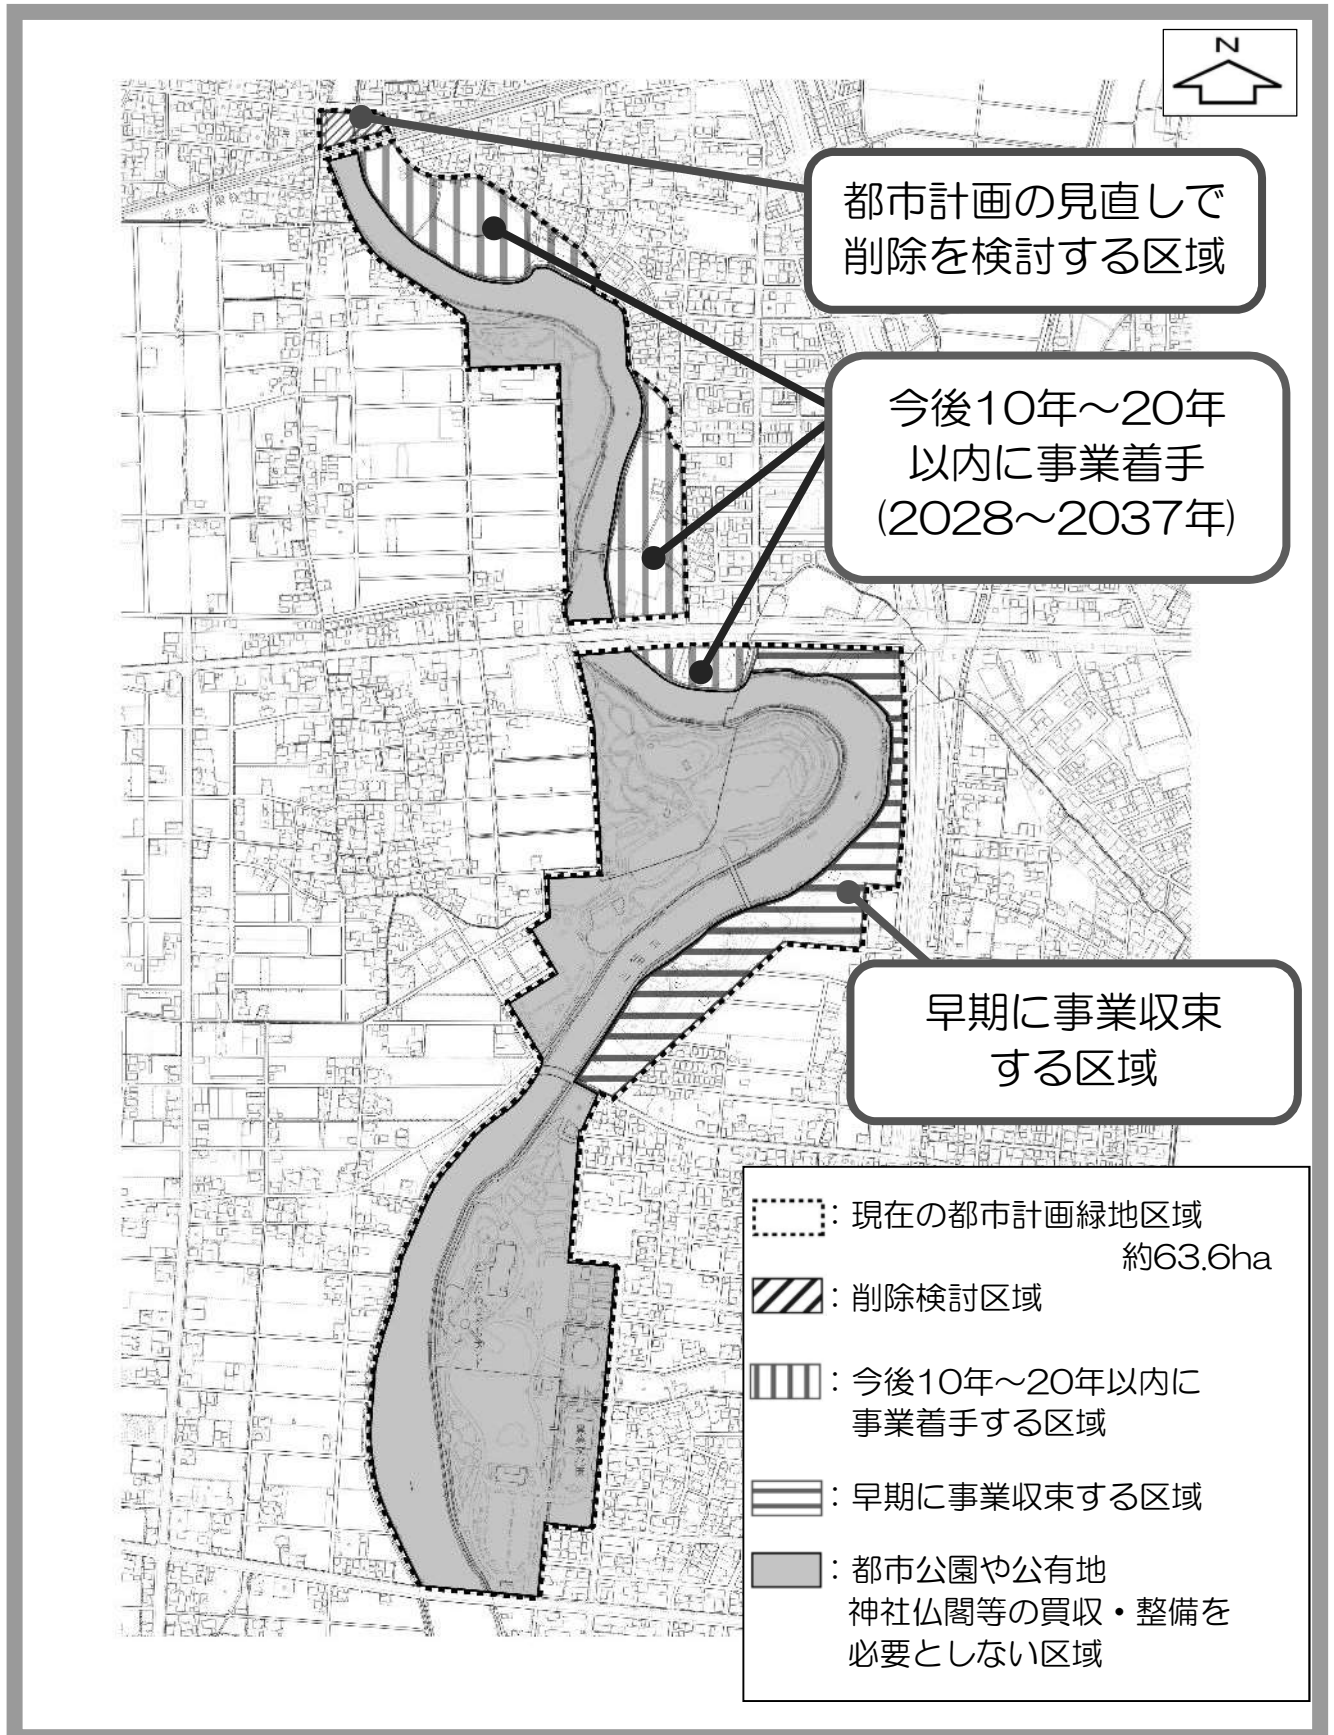 N
都市計画の見直しで
削除を検討する区域
今後10年～20年
以内に事業着手
(2028～2037年)
早期に事業収束
する区域
：現在の都市計画緑地区域
約63.6ha
：削除検討区域
：今後10年～20年以内に
事業着手する区域
：早期に事業収束する区域
：都市公園や公有地
神社仏閣等の買収・整備を
必要としない区域